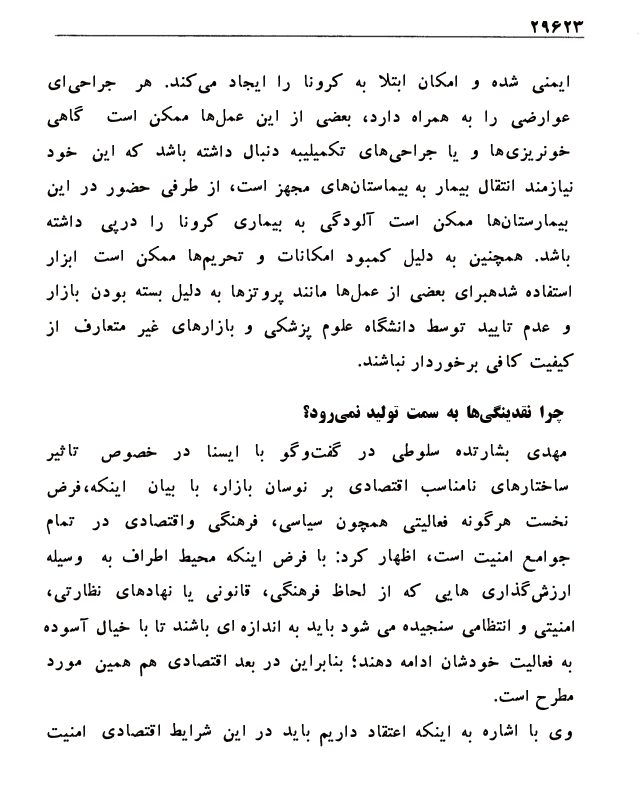 ۲۹۶۲۳
ایمنی شده و امکان ابتلا به کرونا را ایجاد می‌کند. هر جراحی‌ای
عوارضی را به همراه دارد، بعضی از این عمل‌ها ممکن است گاهی
خونریزی‌ها و یا جراحی‌های تکمیلیبه دنبال داشته باشد که این خود
نیازمند انتقال بیمار به بیماستان‌های مجهز است، از طرفی حضور در این
بیمارستان‌ها ممکن است آلودگی به بیماری کرونا را درپی داشته
باشد. همچنین به دلیل کمبود امکانات و تحریم‌ها ممکن است ابزار
استفاده شدهبرای بعضی از عمل‌ها مانند پروتزها به دلیل بسته بودن بازار
و عدم تایید توسط دانشگاه علوم پزشکی و بازارهای غیر متعارف از
کیفیت کافی برخوردار نباشند.
چرا نقدینگی‌ها به سمت تولید نمی‌رود؟
مهدی بشارتده سلوطی در گفت‌وگو با ایسنا در خصوص تاثیر
ساختارهای نامناسب اقتصادی بر نوسان بازار، با بیان اینکه،فرض
نخست هرگونه فعالیتی همچون سیاسی، فرهنگی واقتصادی در تمام
جوامع امنیت است، اظهار کرد: با فرض اینکه محیط اطراف به وسیله
ارزش‌گذاری هایی که از لحاظ فرهنگی، قانونی یا نهادهای نظارتی،
امنیتی و انتظامی سنجیده می شود باید به اندازه ای باشند تا با خیال آسوده
به فعالیت خودشان ادامه دهند؛ بنابراین در بعد اقتصادی هم همین مورد
مطرح است.
وی با اشاره به اینکه اعتقاد داریم باید در این شرایط اقتصادی امنیت